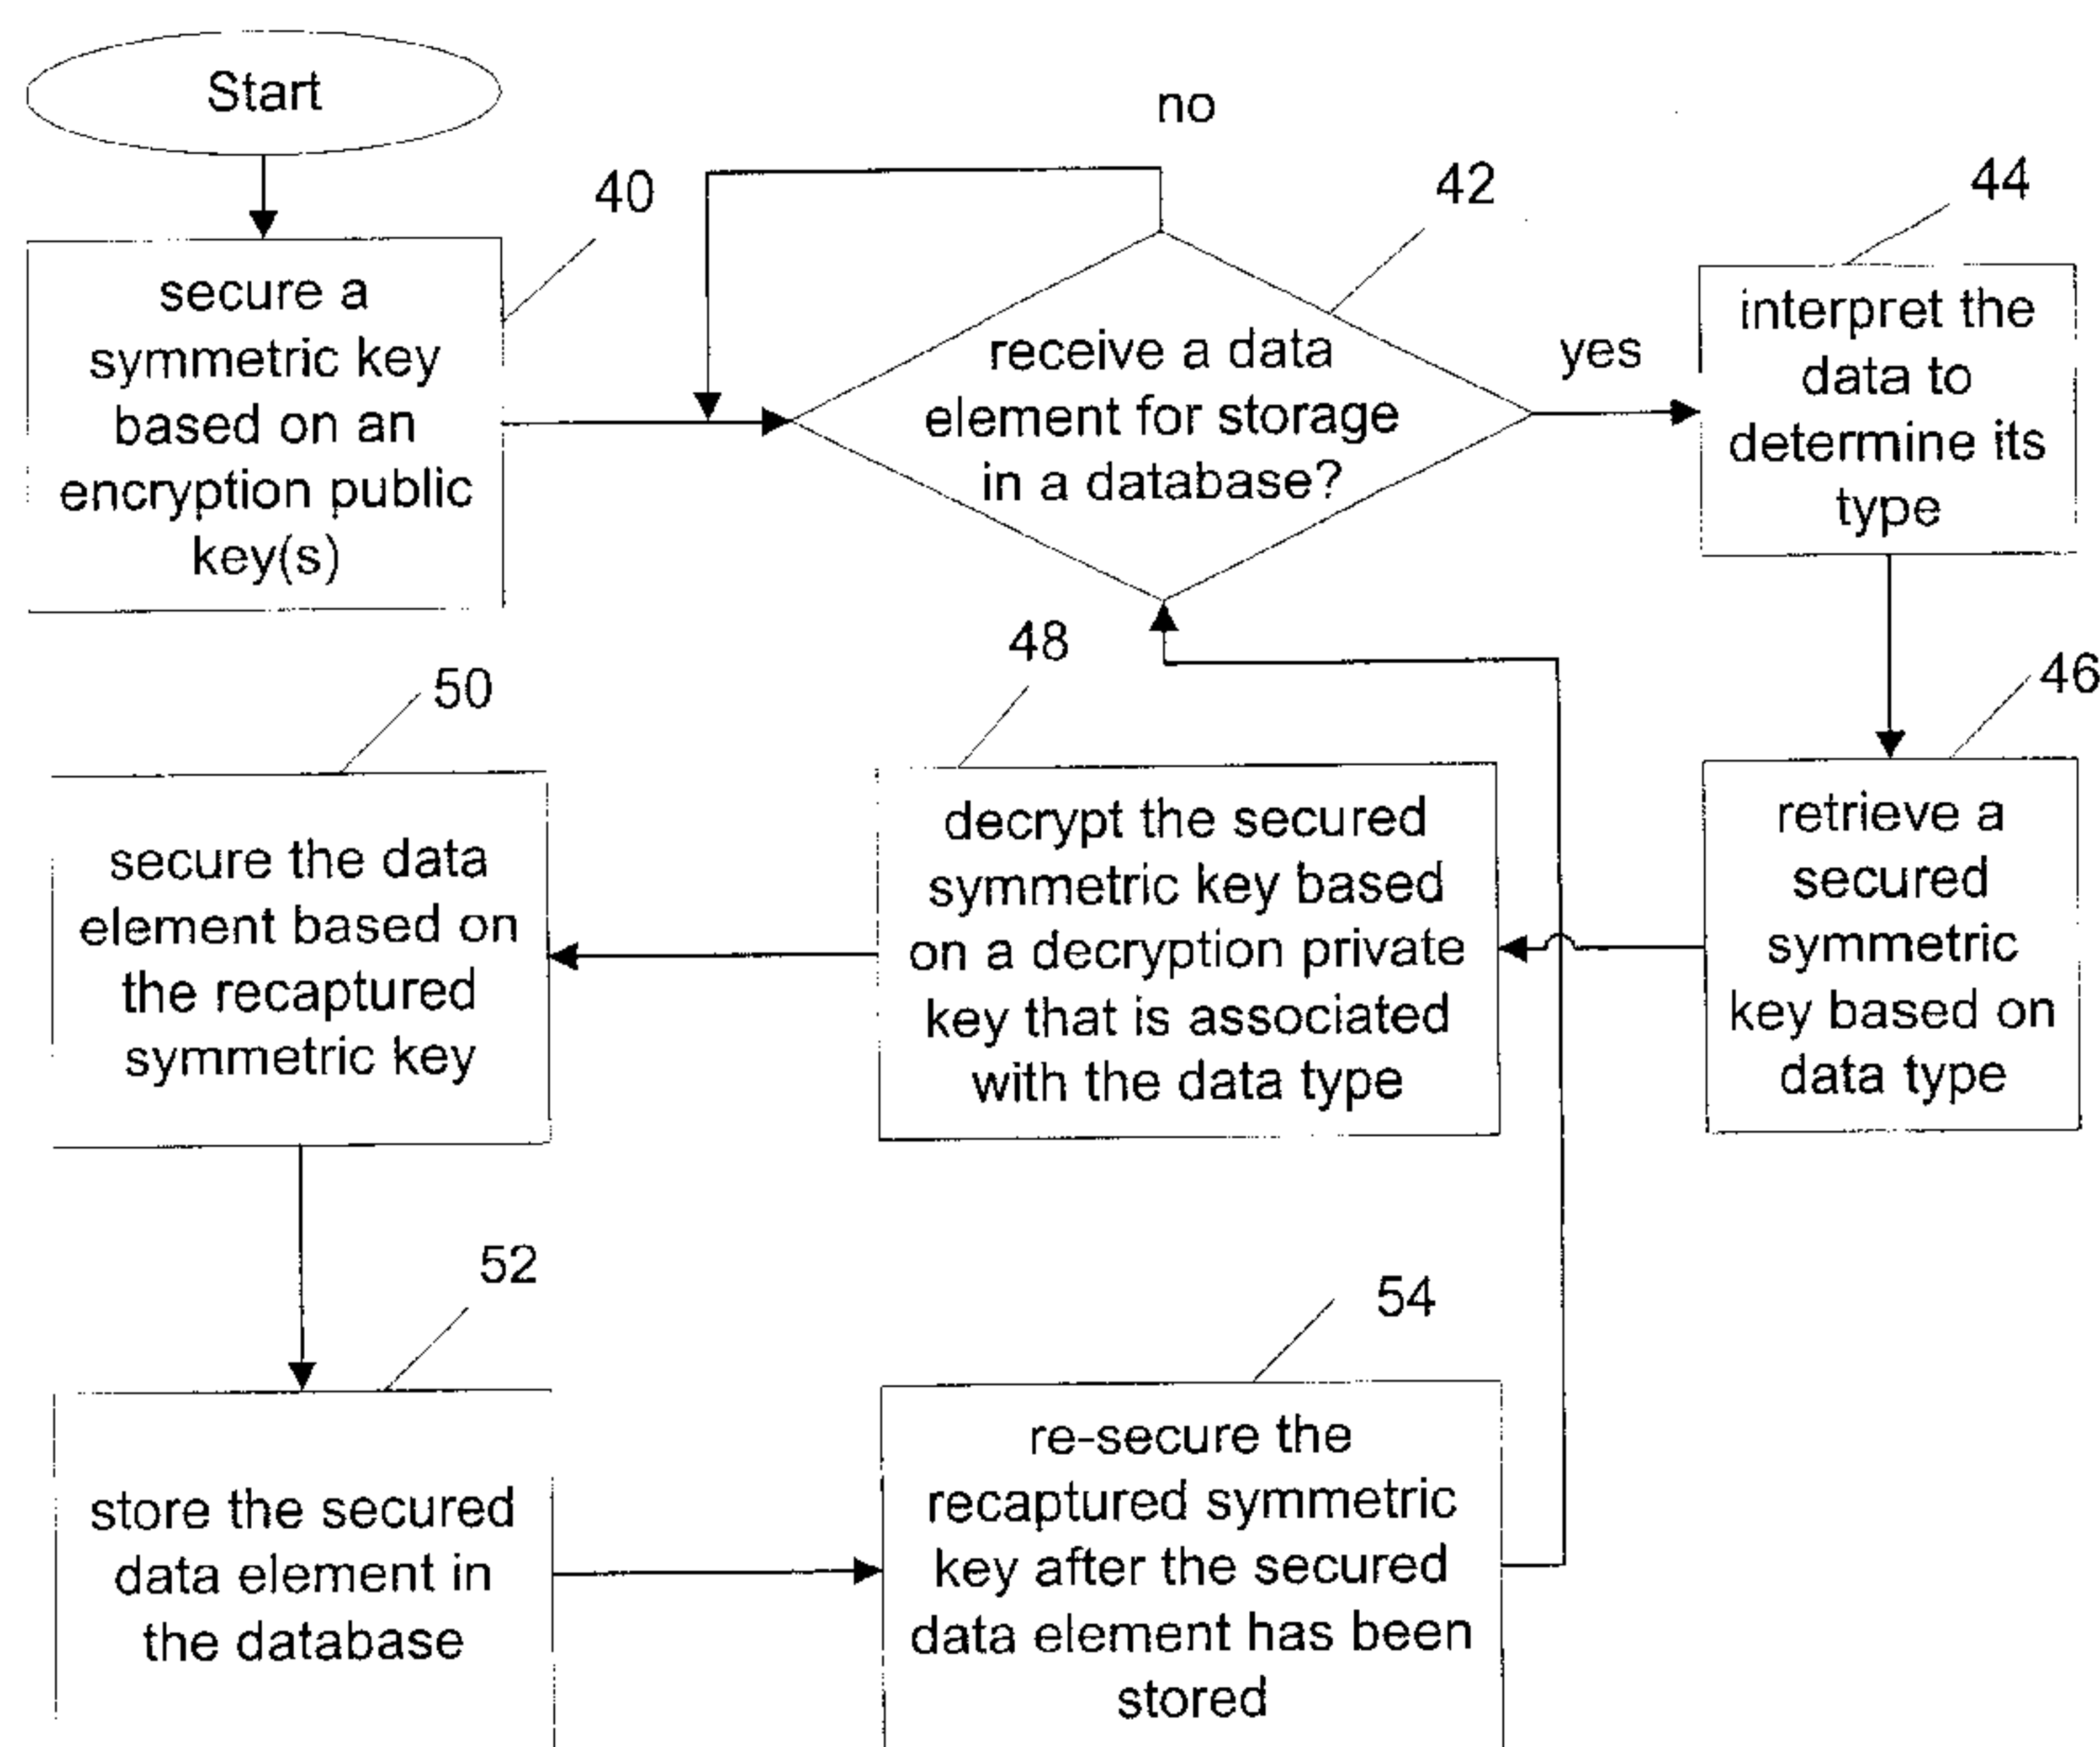 Start
40
secure a
symmetric key
based on an
encryption public
key(s)
no
42
receive a data
element for storage
in a database?
yes
44
interpret the
data to
determine its
type
46
retrieve a
secured
symmetric
key based on
data type
48
decrypt the secured
symmetric key based
on a decryption private
key that is associated
with the data type
50
secure the data
element based on
the recaptured
symmetric key
52
store the secured
data element in
the database
54
re-secure the
recaptured symmetric
key after the secured
data element has been
stored